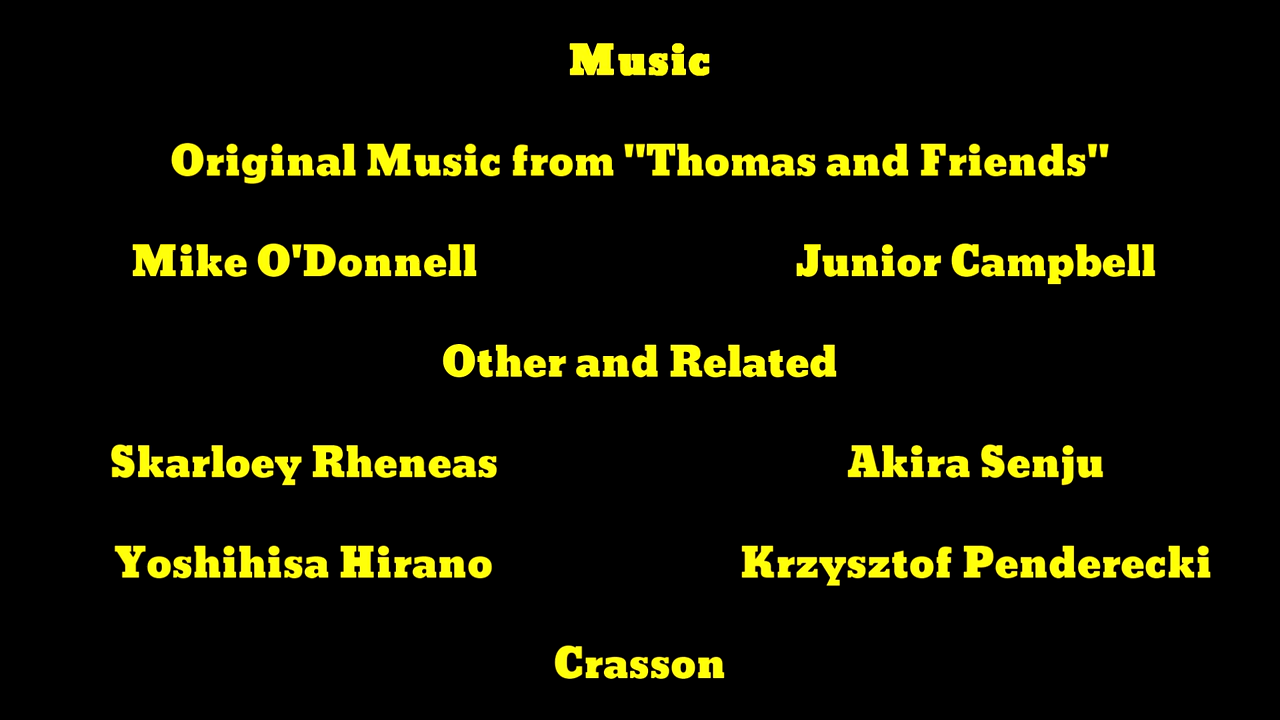 Music
Original Music from "Thomas and Friends"
Mike O'Donnell Junior Campbell
Other and Related
Skarloey Rheneas Akira Senju
Yoshihisa Hirano Krzysztof Penderecki
Crasson